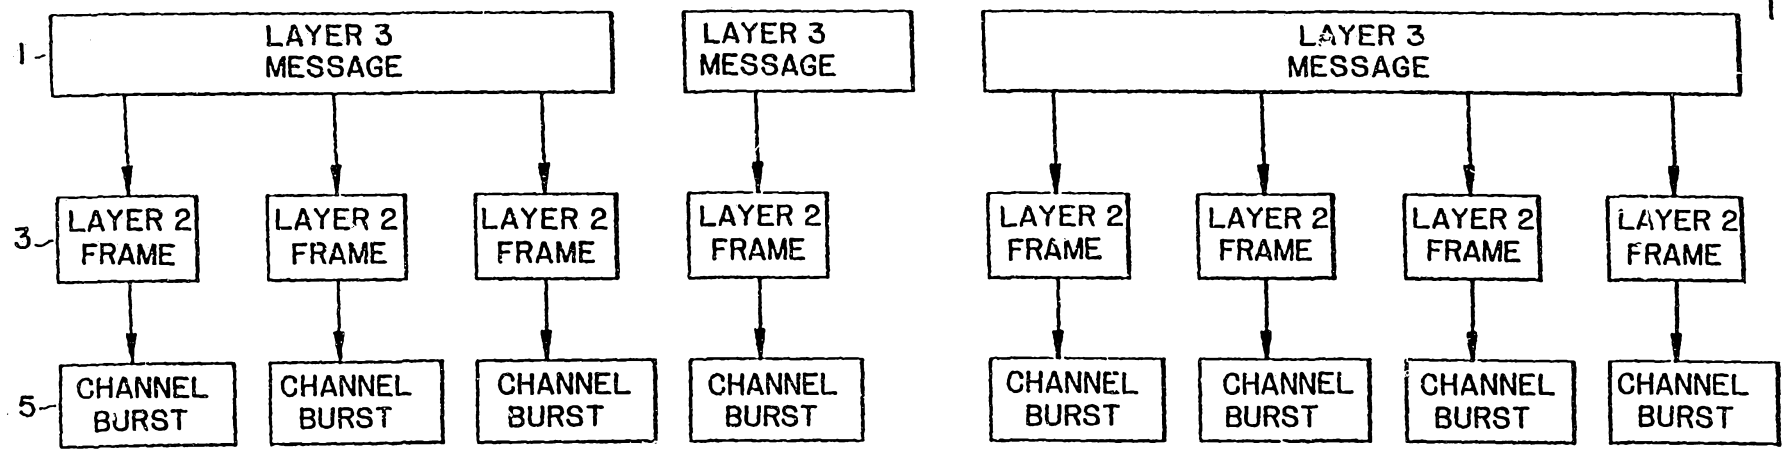 1
LAYER 3
MESSAGE
LAYER 3
MESSAGE
LAYER 3
MESSAGE
3
LAYER 2
FRAME
LAYER 2
FRAME
LAYER 2
FRAME
LAYER 2
FRAME
LAYER 2
FRAME
LAYER 2
FRAME
LAYER 2
FRAME
LAYER 2
FRAME
5
CHANNEL
BURST
CHANNEL
BURST
CHANNEL
BURST
CHANNEL
BURST
CHANNEL
BURST
CHANNEL
BURST
CHANNEL
BURST
CHANNEL
BURST